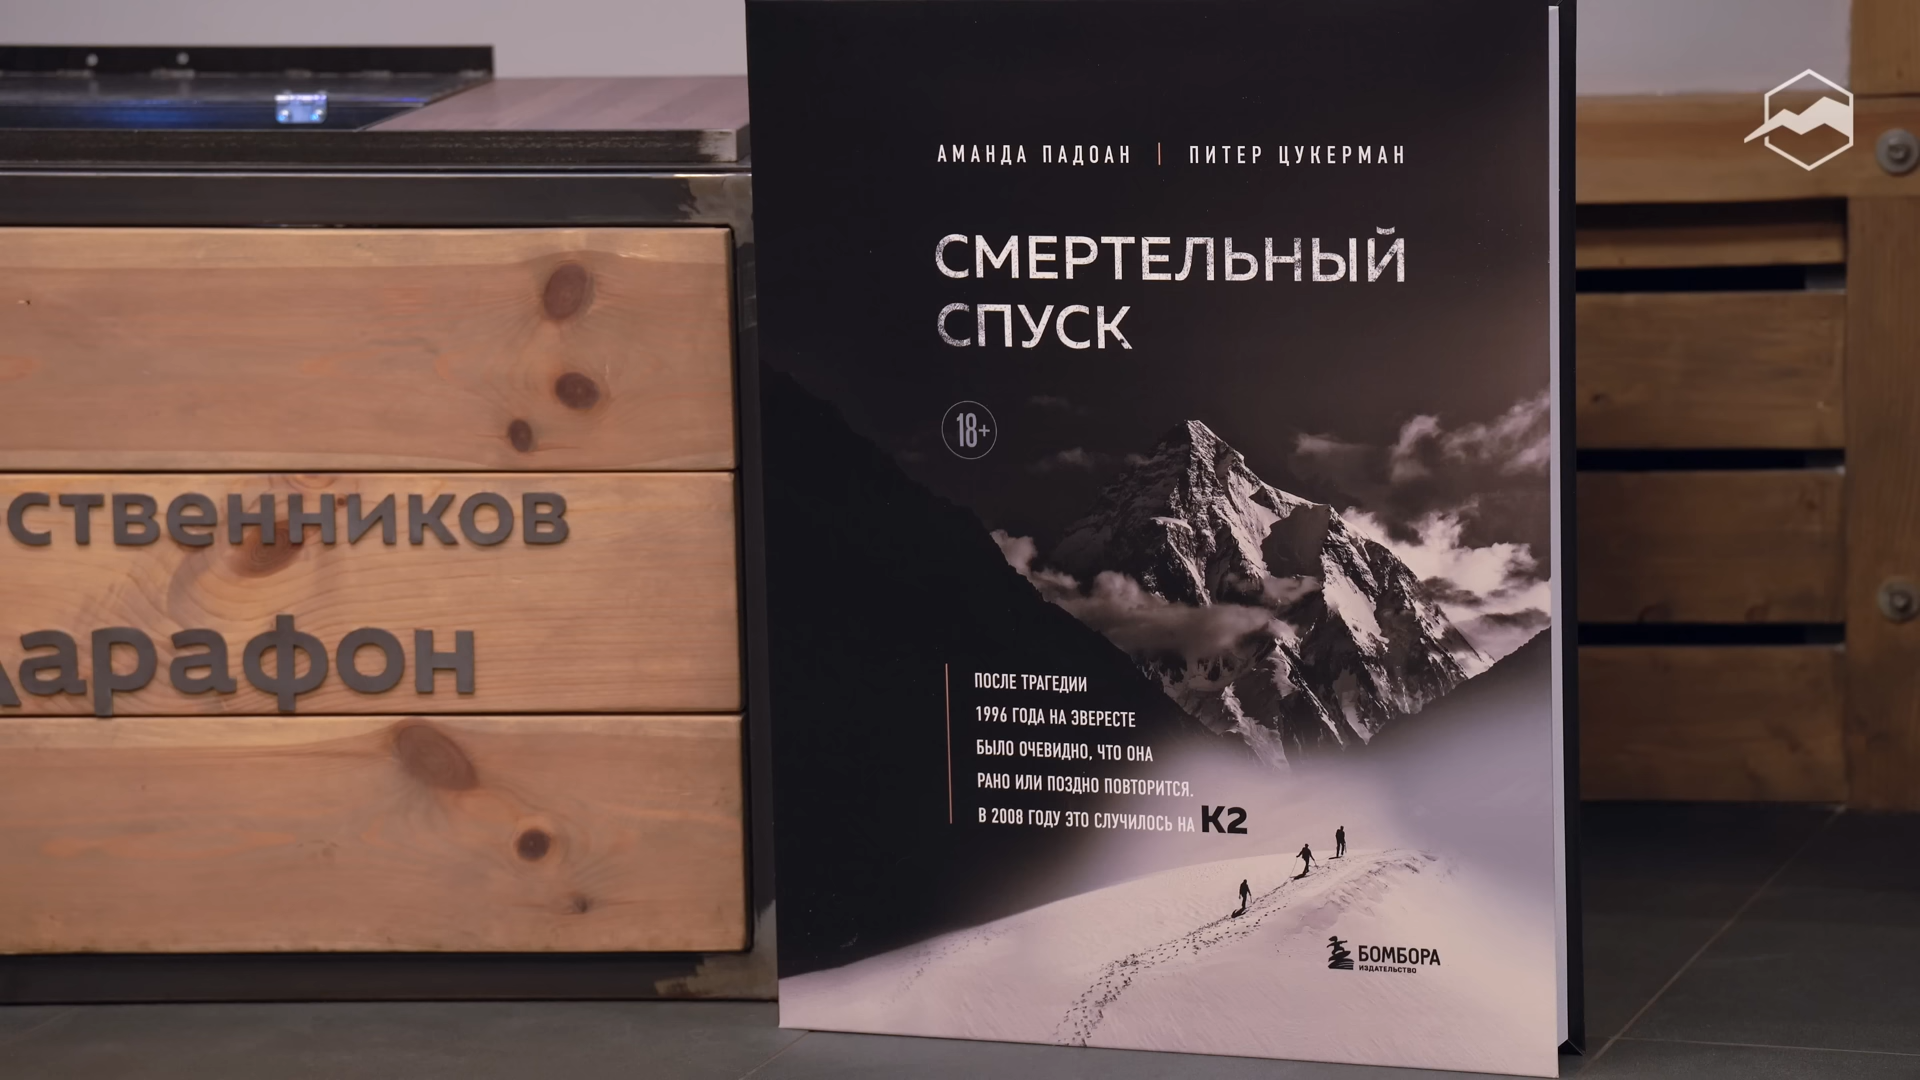 АМАНДА ПАДОАН | ПИТЕР ЦУКЕРМАН
СМЕРТЕЛЬНЫЙ
СПУСК
18+
ПОСЛЕ ТРАГЕДИИ
1996 ГОДА НА ЭВЕРЕСТЕ
БЫЛО ОЧЕВИДНО, ЧТО ОНА
РАНО ИЛИ ПОЗДНО ПОВТОРИТСЯ.
В 2008 ГОДУ ЭТО СЛУЧИЛОСЬ НА К2
БОМБОРА
ИЗДАТЕЛЬСТВО
ственников
Марафон